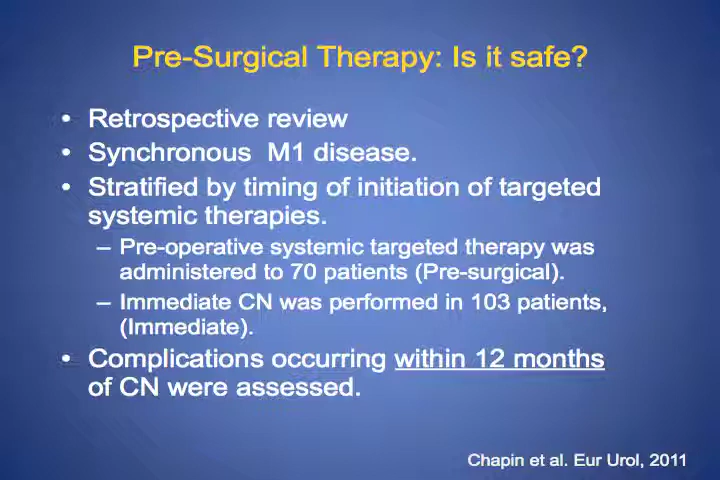 Pre-Surgical Therapy: Is it safe?
• Retrospective review
• Synchronous M1 disease.
• Stratified by timing of initiation of targeted
systemic therapies.
– Pre-operative systemic targeted therapy was
administered to 70 patients (Pre-surgical).
– Immediate CN was performed in 103 patients,
(Immediate).
• Complications occurring within 12 months
of CN were assessed.
Chapin et al. Eur Urol, 2011